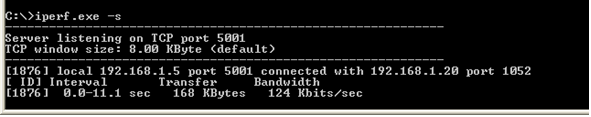 C:\>iperf.exe -s
------------------------------------------------------------
Server listening on TCP port 5001
TCP window size: 8.00 KByte (default)
------------------------------------------------------------
[1876] local 192.168.1.5 port 5001 connected with 192.168.1.20 port 1052
[ ID] Interval       Transfer     Bandwidth
[1876]  0.0-11.1 sec   168 KBytes   124 Kbits/sec